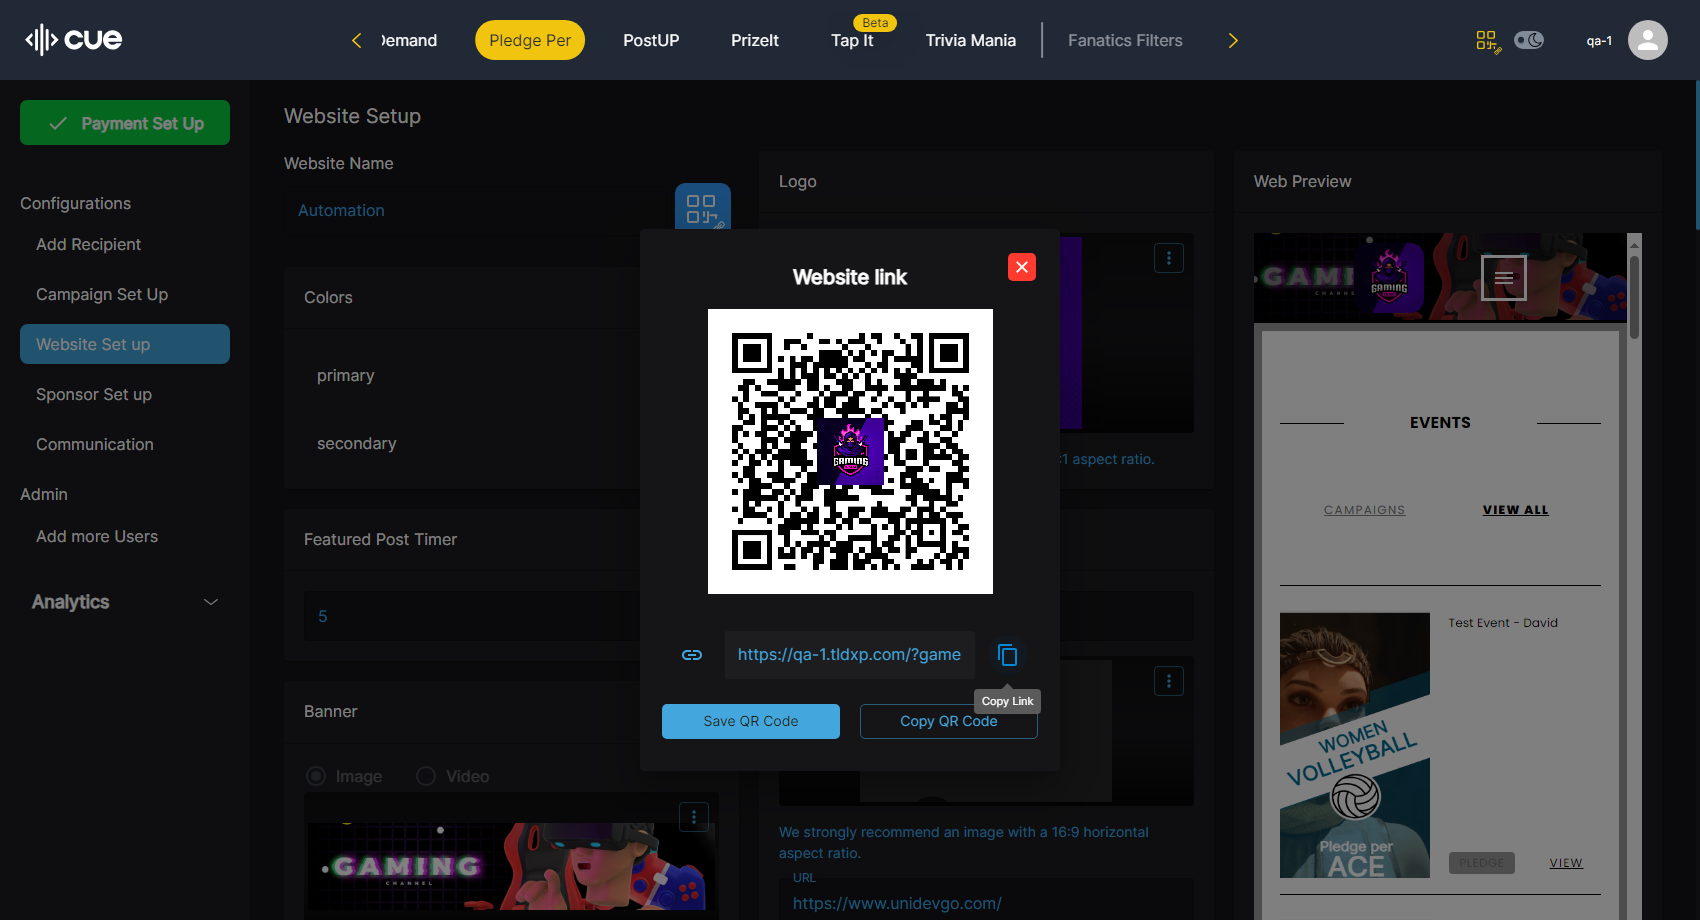 cue
Demand
Pledge Per
PostUP
PrizeIt
Beta
Tap It
Trivia Mania
Fanatics Filters
qa-1
Payment Set Up
Configurations
Add Recipient
Campaign Set Up
Website Set up
Sponsor Set up
Communication
Admin
Add more Users
Analytics
Website Setup
Website Name
Automation
Colors
primary
secondary
Featured Post Timer
5
Banner
Image
Video
GAMING
CHANNEL
Logo
:1 aspect ratio.
Website link
GAMING
https://qa-1.tldxp.com/?game
Copy Link
Save QR Code
Copy QR Code
We strongly recommend an image with a 16:9 horizontal
aspect ratio.
URL
https://www.unidevgo.com/
Web Preview
GAMING
CHANNEL
GAMING
EVENTS
CAMPAIGNS
VIEW ALL
Test Event - David
WOMEN
VOLLEYBALL
Pledge per
ACE
PLEDGE
VIEW